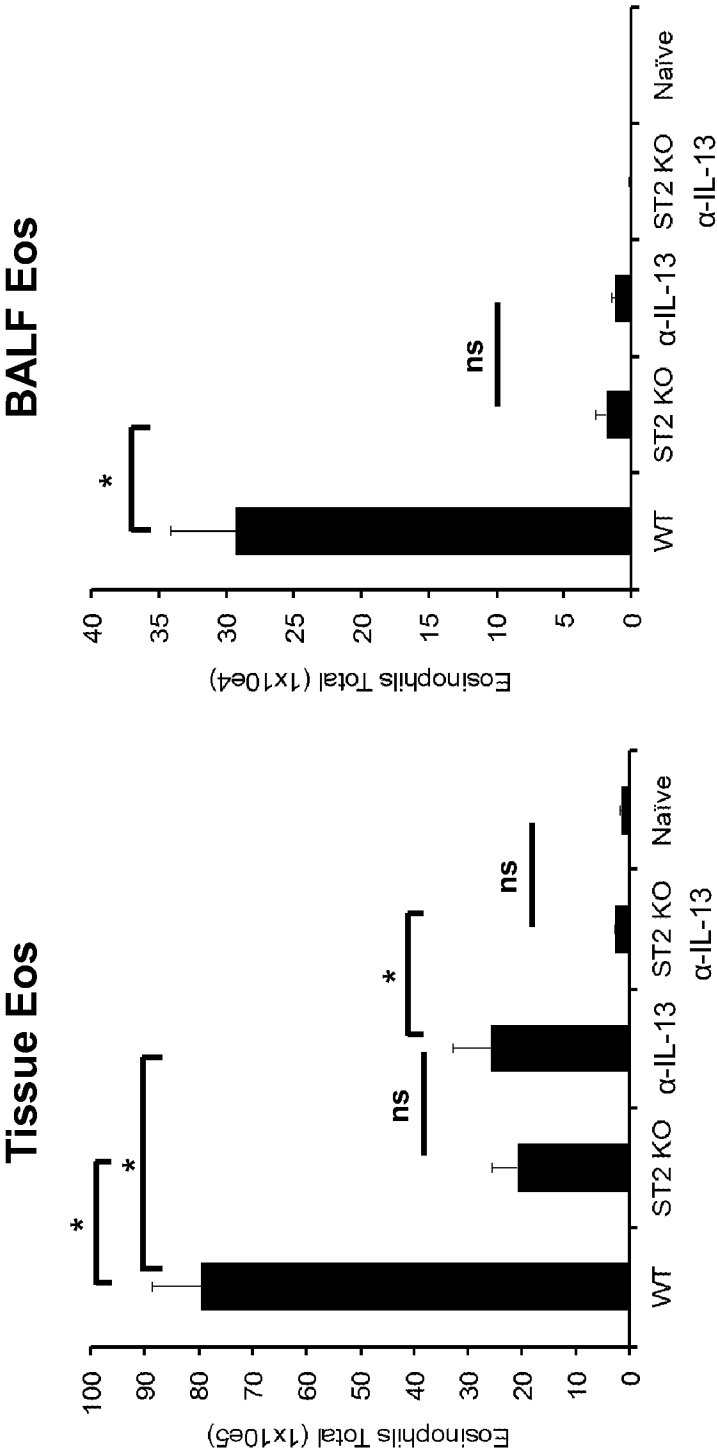 Tissue Eos
Eosinophils Total (1x10e5)
100
90
80
70
60
50
40
30
20
10
0
*
*
ns
*
ns
WT
ST2 KO
α-IL-13
ST2 KO
α-IL-13
Naïve
BALF Eos
Eosinophils Total (1x10e4)
40
35
30
25
20
15
10
5
0
*
ns
WT
ST2 KO
α-IL-13
ST2 KO
α-IL-13
Naïve